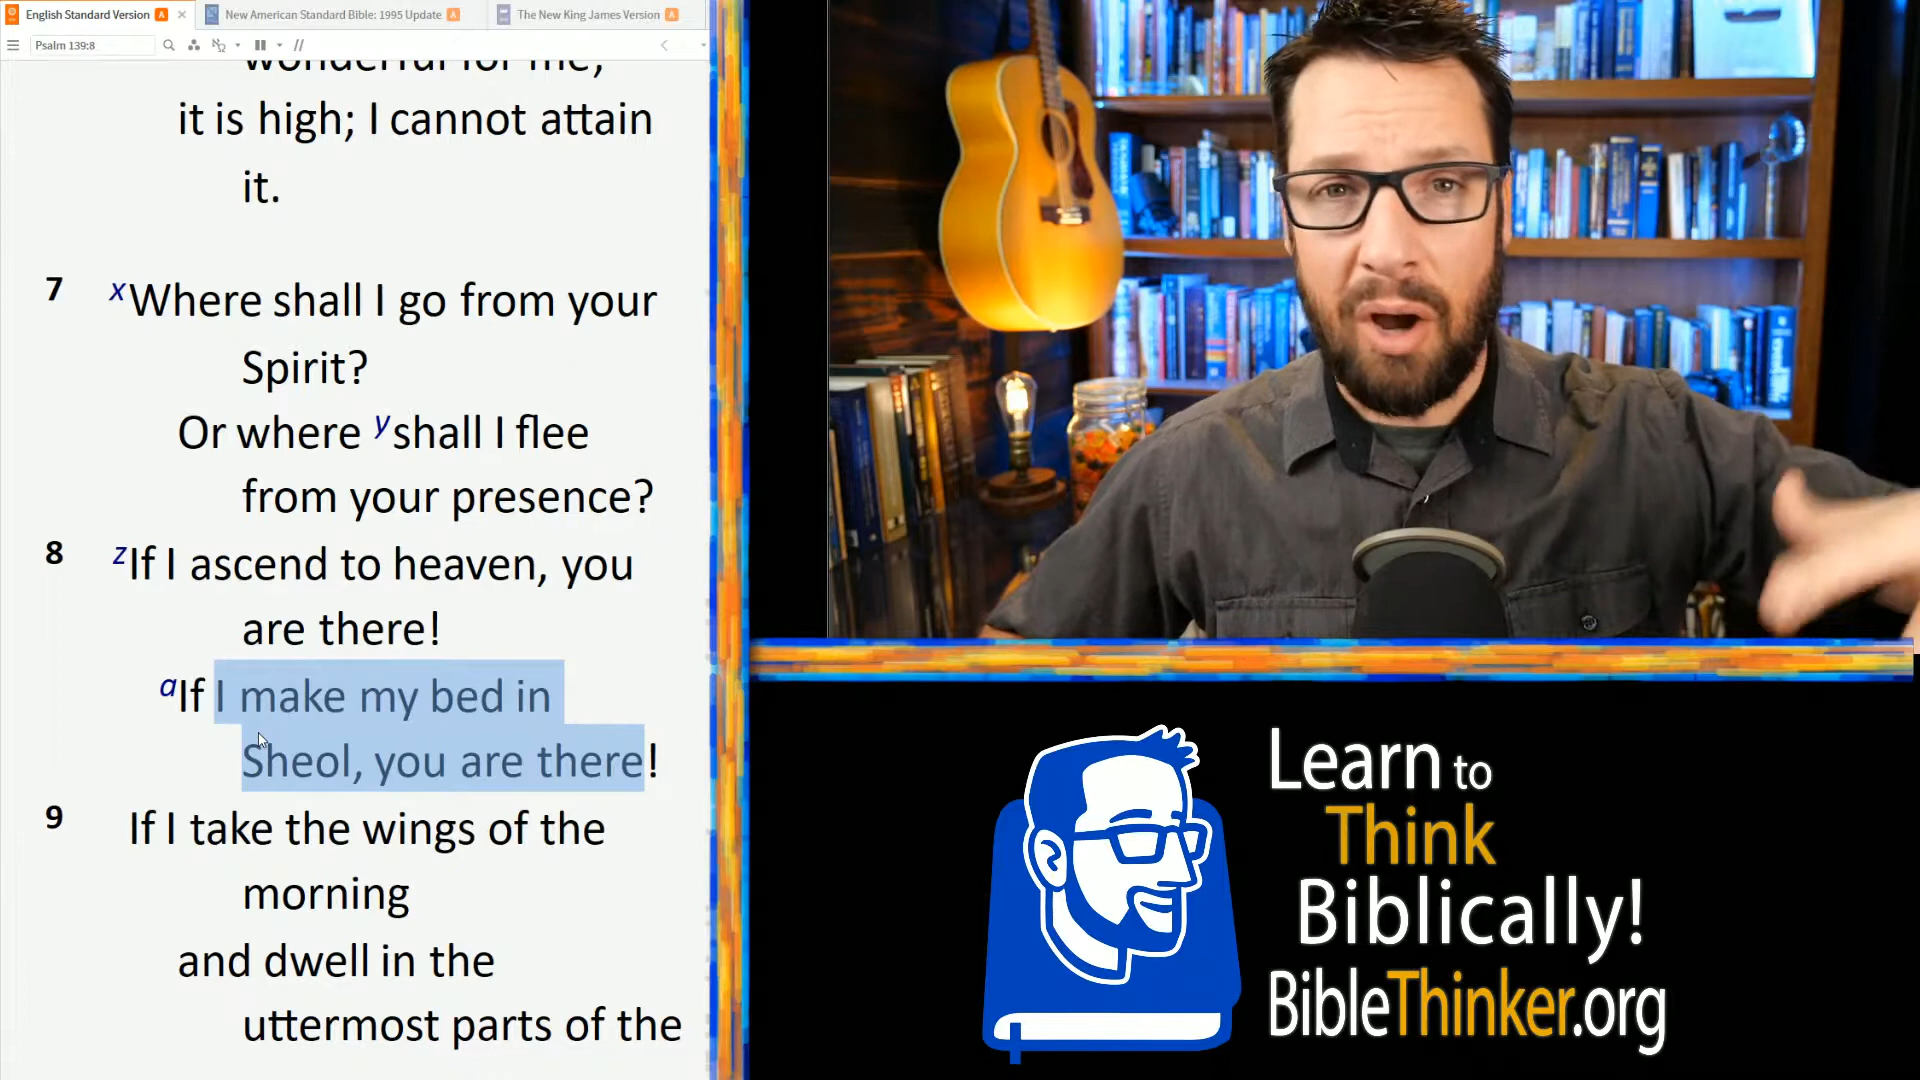 English Standard Version A
New American Standard Bible: 1995 Update A
The New King James Version A
Psalm 139:8
wonderful for me;
it is high; I cannot attain
it.
7 xWhere shall I go from your
Spirit?
Or where yshall I flee
from your presence?
8 zIf I ascend to heaven, you
are there!
aIf I make my bed in
Sheol, you are there!
9 If I take the wings of the
morning
and dwell in the
uttermost parts of the
Learn to
Think
Biblically!
BibleThinker.org